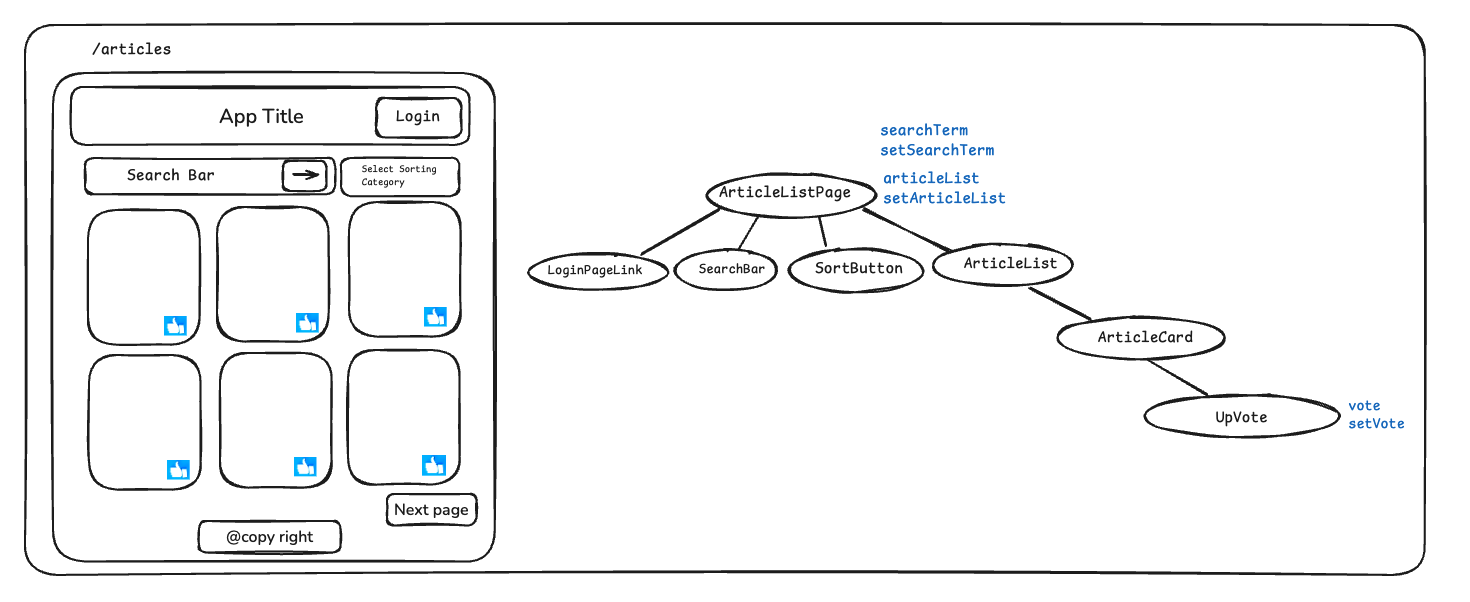 /articles
App Title
Login
Search Bar
Select Sorting
Category
Next page
@copy right
searchTerm
setSearchTerm
articleList
setArticleList
ArticleListPage
LoginPageLink
SearchBar
SortButton
ArticleList
ArticleCard
UpVote
vote
setVote